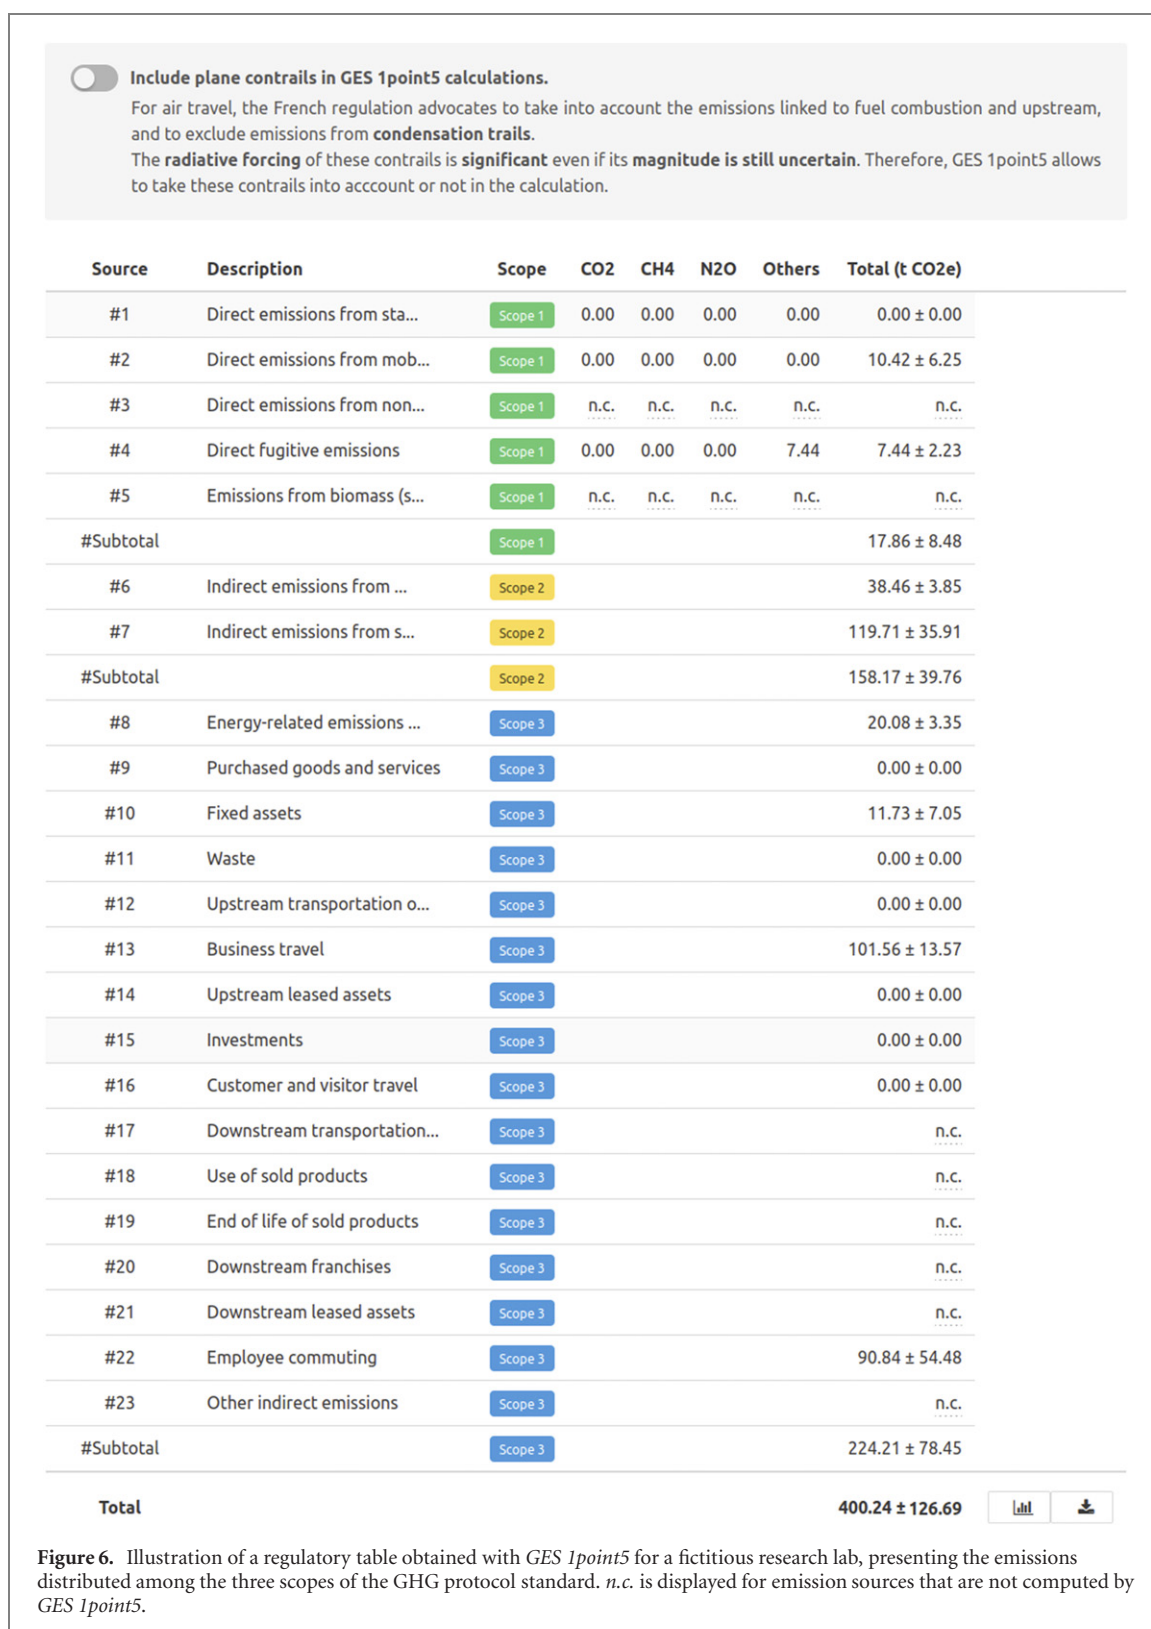 Include plane contrails in GES 1point5 calculations.
For air travel, the French regulation advocates to take into account the emissions linked to fuel combustion and upstream,
and to exclude emissions from condensation trails.
The radiative forcing of these contrails is significant even if its magnitude is still uncertain. Therefore, GES 1point5 allows
to take these contrails into acccount or not in the calculation.
Source Description Scope CO2 CH4 N2O Others Total (t CO2e)
#1 Direct emissions from sta... Scope 1 0.00 0.00 0.00 0.00 0.00 ± 0.00
#2 Direct emissions from mob... Scope 1 0.00 0.00 0.00 0.00 10.42 ± 6.25
#3 Direct emissions from non... Scope 1 n.c. n.c. n.c. n.c. n.c.
#4 Direct fugitive emissions Scope 1 0.00 0.00 0.00 7.44 7.44 ± 2.23
#5 Emissions from biomass (s... Scope 1 n.c. n.c. n.c. n.c. n.c.
#Subtotal Scope 1 17.86 ± 8.48
#6 Indirect emissions from ... Scope 2 38.46 ± 3.85
#7 Indirect emissions from s... Scope 2 119.71 ± 35.91
#Subtotal Scope 2 158.17 ± 39.76
#8 Energy-related emissions ... Scope 3 20.08 ± 3.35
#9 Purchased goods and services Scope 3 0.00 ± 0.00
#10 Fixed assets Scope 3 11.73 ± 7.05
#11 Waste Scope 3 0.00 ± 0.00
#12 Upstream transportation o... Scope 3 0.00 ± 0.00
#13 Business travel Scope 3 101.56 ± 13.57
#14 Upstream leased assets Scope 3 0.00 ± 0.00
#15 Investments Scope 3 0.00 ± 0.00
#16 Customer and visitor travel Scope 3 0.00 ± 0.00
#17 Downstream transportation... Scope 3 n.c.
#18 Use of sold products Scope 3 n.c.
#19 End of life of sold products Scope 3 n.c.
#20 Downstream franchises Scope 3 n.c.
#21 Downstream leased assets Scope 3 n.c.
#22 Employee commuting Scope 3 90.84 ± 54.48
#23 Other indirect emissions Scope 3 n.c.
#Subtotal Scope 3 224.21 ± 78.45
Total 400.24 ± 126.69
Figure 6. Illustration of a regulatory table obtained with GES 1point5 for a fictitious research lab, presenting the emissions
distributed among the three scopes of the GHG protocol standard. n.c. is displayed for emission sources that are not computed by
GES 1point5.